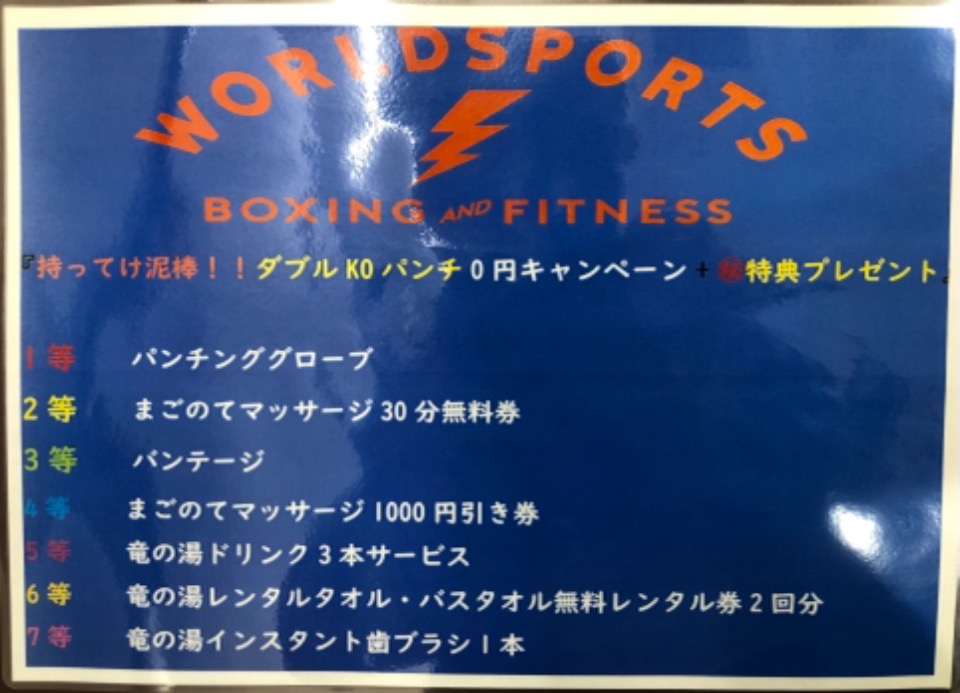 WORLDSPORTS
BOXING AND FITNESS
『持ってけ泥棒！！ダブルKOパンチ0円キャンペーン+㊙特典プレゼント』
1等 パンチンググローブ
2等 まごのてマッサージ30分無料券
3等 バンテージ
4等 まごのてマッサージ1000円引き券
5等 竜の湯ドリンク3本サービス
6等 竜の湯レンタルタオル・バスタオル無料レンタル券2回分
7等 竜の湯インスタント歯ブラシ1本